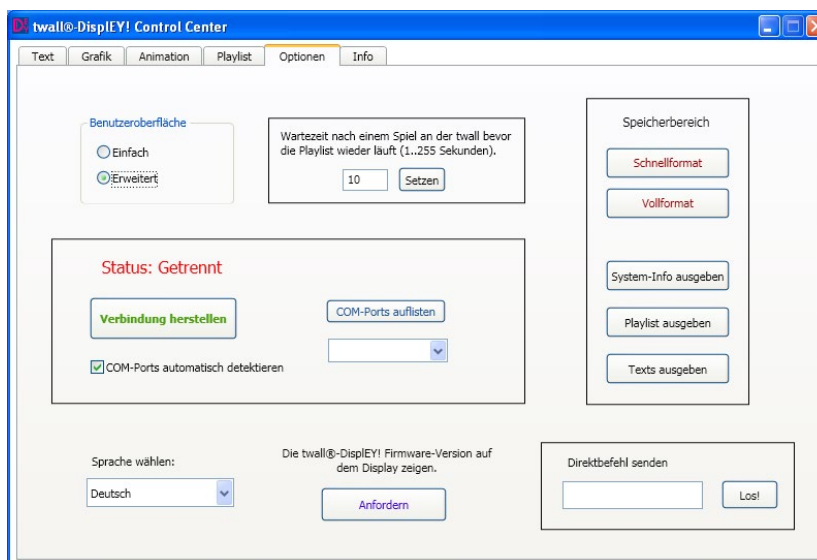 twall®-DisplEY! Control Center
Text Grafik Animation Playlist Optionen Info
Benutzeroberfläche
Einfach
Erweitert
Wartezeit nach einem Spiel an der twall bevor
die Playlist wieder läuft (1..255 Sekunden).
10 Setzen
Speicherbereich
Schnellformat
Vollformat
System-Info ausgeben
Playlist ausgeben
Texts ausgeben
Status: Getrennt
Verbindung herstellen
COM-Ports auflisten
COM-Ports automatisch detektieren
Sprache wählen:
Deutsch
Die twall®-DisplEY! Firmware-Version auf
dem Display zeigen.
Anfordern
Direktbefehl senden
Los!